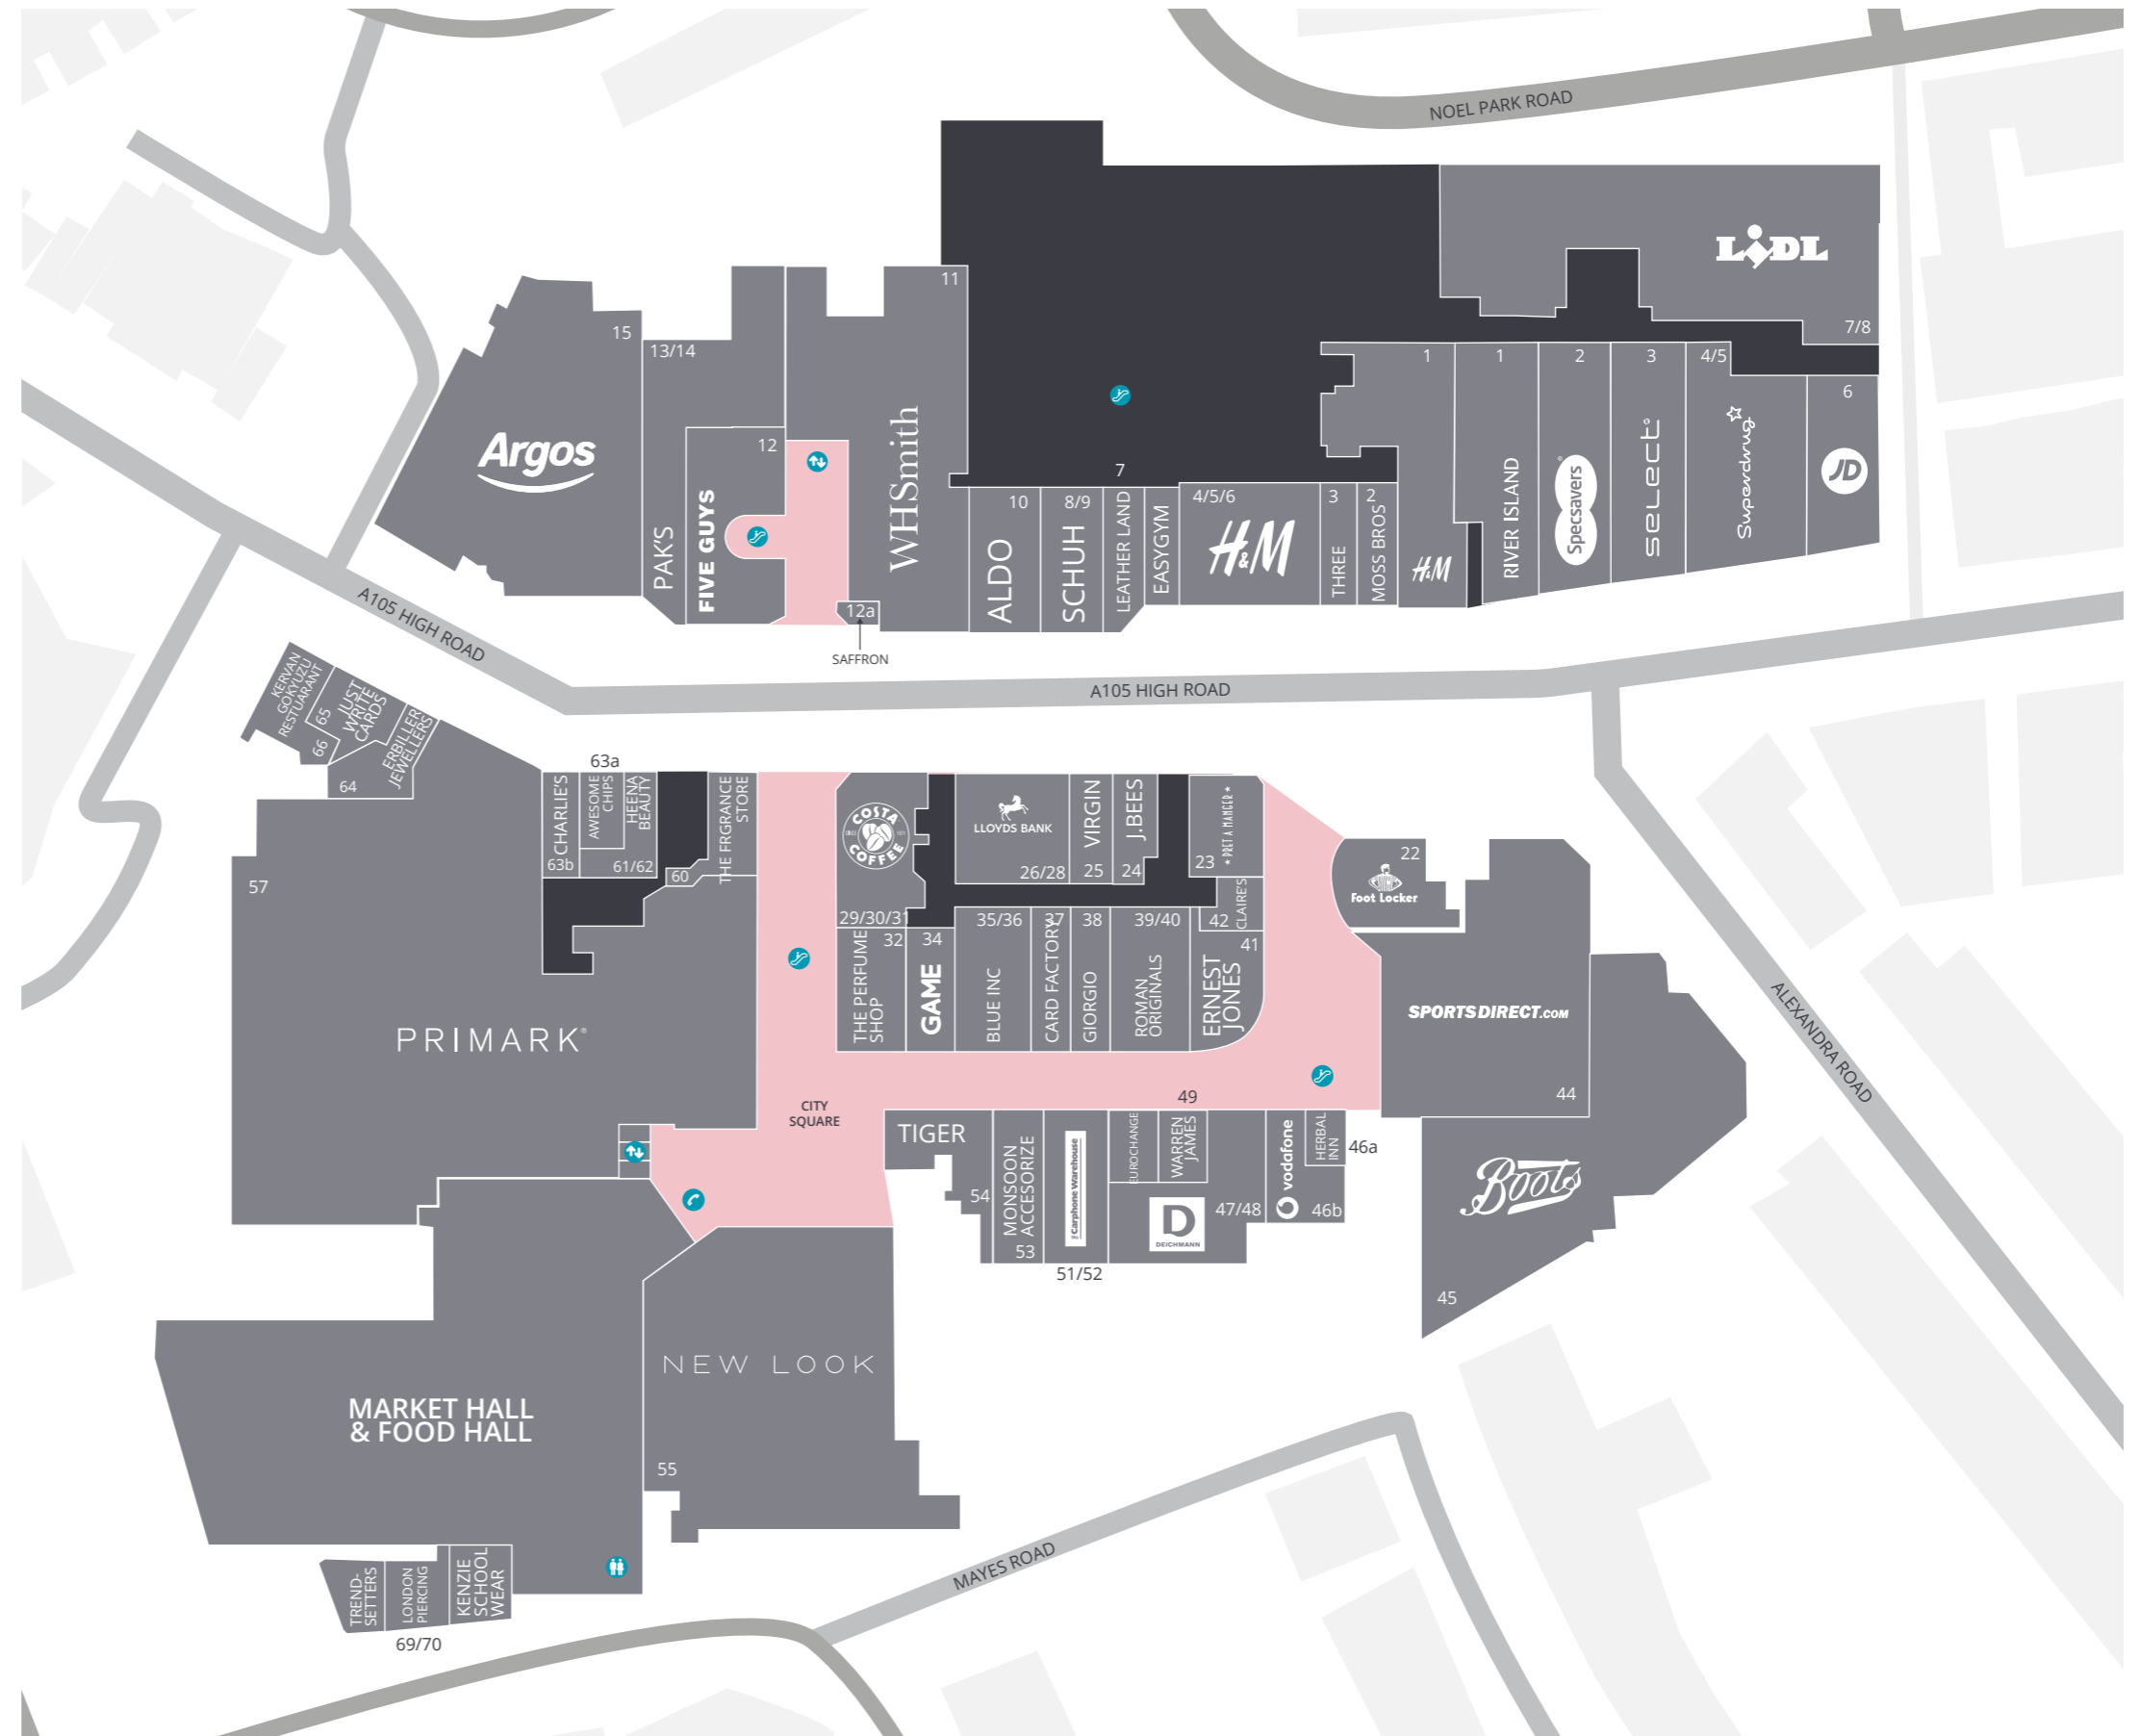 NOEL PARK ROAD
LIDL
7/8
11
15
13/14
1
1
2
3
4/5
6
Argos
12
WHSmith
7
RIVER ISLAND
Specsavers
SELECT
Superdrug
JD
PAK'S
FIVE GUYS
10
8/9
4/5/6
3
2
ALDO
SCHUH
LEATHER LAND
EASYGYM
H&M
THREE
MOSS BROS
H&M
12a
SAFFRON
A105 HIGH ROAD
A105 HIGH ROAD
KERVAN
GOKYUZU
RESTUARANT
66
65
JUST
WRITE
CARDS
ERBILLER
JEWELLERS
64
63a
CHARLIE'S
63b
AWESOME
CHIPS
HEENA
BEAUTY
61/62
60
THE FRGRANCE
STORE
COSTA
COFFEE
29/30/31
LLOYDS BANK
26/28
VIRGIN
25
J.BEES
24
PRET A MANGER
23
CLAIRE'S
42
22
Foot Locker
57
32
34
35/36
37
38
39/40
41
THE PERFUME
SHOP
GAME
BLUE INC
CARD FACTORY
GIORGIO
ROMAN
ORIGINALS
ERNEST
JONES
PRIMARK
SPORTSDIRECT.COM
44
ALEXANDRA ROAD
CITY
SQUARE
49
TIGER
54
MONSOON
ACCESORIZE
53
The Carphone Warehouse
51/52
EUROCHANGE
WARREN
JAMES
D
DEICHMANN
47/48
vodafone
46b
HERBAL
INN
46a
Boots
45
NEW LOOK
55
MARKET HALL
& FOOD HALL
TREND-
SETTERS
LONDON
PIERCING
KENZIE
SCHOOL
WEAR
69/70
MAYES ROAD